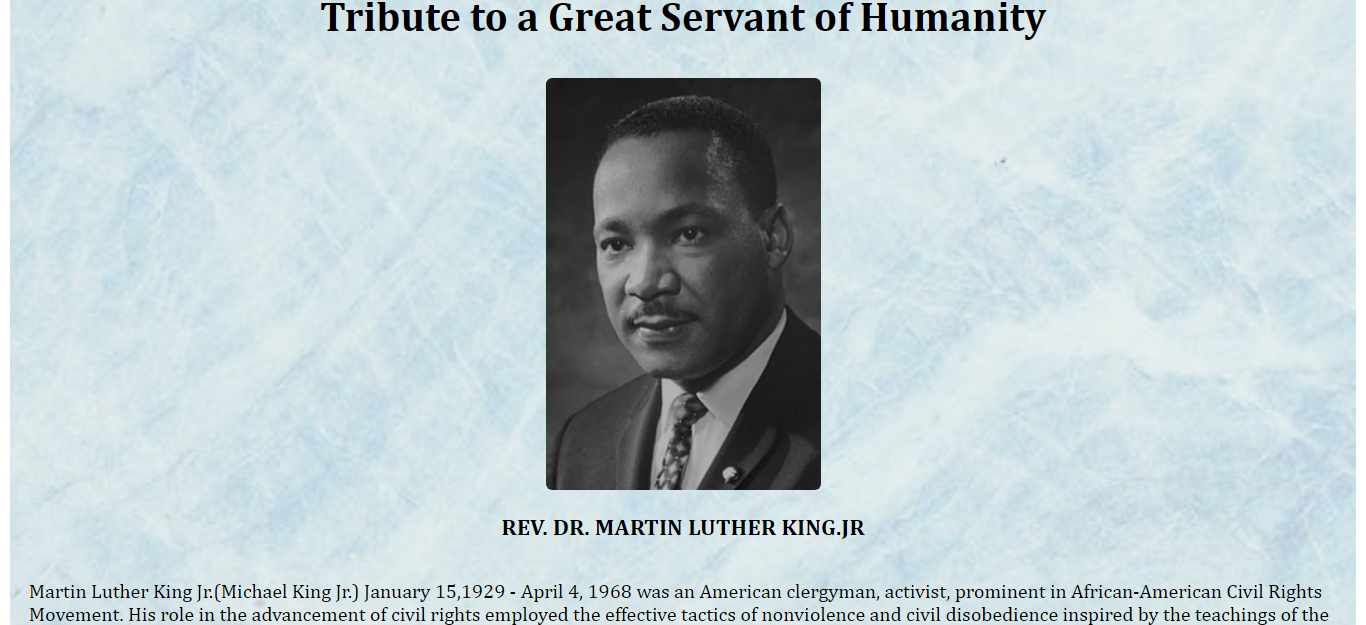 Tribute to a Great Servant of Humanity
REV. DR. MARTIN LUTHER KING.JR
Martin Luther King Jr.(Michael King Jr.) January 15,1929 - April 4, 1968 was an American clergyman, activist, prominent in African-American Civil Rights
Movement. His role in the advancement of civil rights employed the effective tactics of nonviolence and civil disobedience inspired by the teachings of the